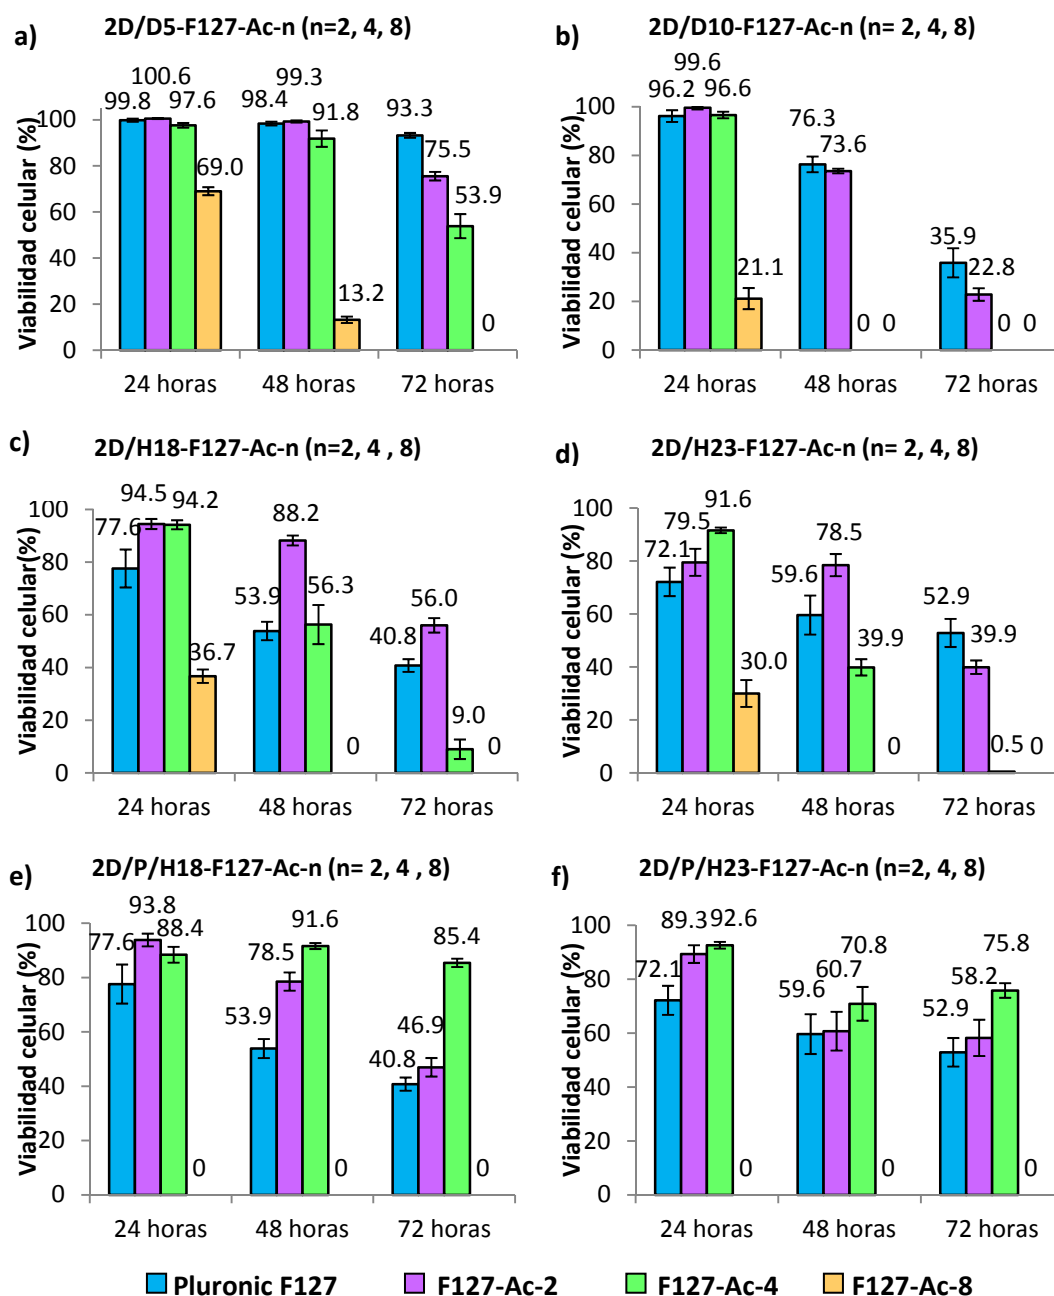 a) 2D/D5-F127-Ac-n (n=2, 4, 8)
Viabilidad celular (%)
100
80
60
40
20
0
99.8 100.6 97.6 69.0
98.4 99.3 91.8 13.2
93.3 75.5 53.9 0
24 horas 48 horas 72 horas
b) 2D/D10-F127-Ac-n (n= 2, 4, 8)
Viabilidad celular (%)
100
80
60
40
20
0
96.2 99.6 96.6 21.1
76.3 73.6 0 0
35.9 22.8 0 0
24 horas 48 horas 72 horas
c) 2D/H18-F127-Ac-n (n=2, 4 , 8)
Viabilidad celular(%)
100
80
60
40
20
0
77.6 94.5 94.2 36.7
53.9 88.2 56.3 0
40.8 56.0 9.0 0
24 horas 48 horas 72 horas
d) 2D/H23-F127-Ac-n (n= 2, 4, 8)
Viabilidad celular (%)
100
80
60
40
20
0
72.1 79.5 91.6 30.0
59.6 78.5 39.9 0
52.9 39.9 0.5 0
24 horas 48 horas 72 horas
e) 2D/P/H18-F127-Ac-n (n= 2, 4 , 8)
Viabilidad celular (%)
100
80
60
40
20
0
77.6 93.8 88.4 0
53.9 78.5 91.6 0
40.8 46.9 85.4 0
24 horas 48 horas 72 horas
f) 2D/P/H23-F127-Ac-n (n=2, 4, 8)
Viabilidad celular (%)
100
80
60
40
20
0
72.1 89.3 92.6 0
59.6 60.7 70.8 0
52.9 58.2 75.8 0
24 horas 48 horas 72 horas
Pluronic F127 F127-Ac-2 F127-Ac-4 F127-Ac-8